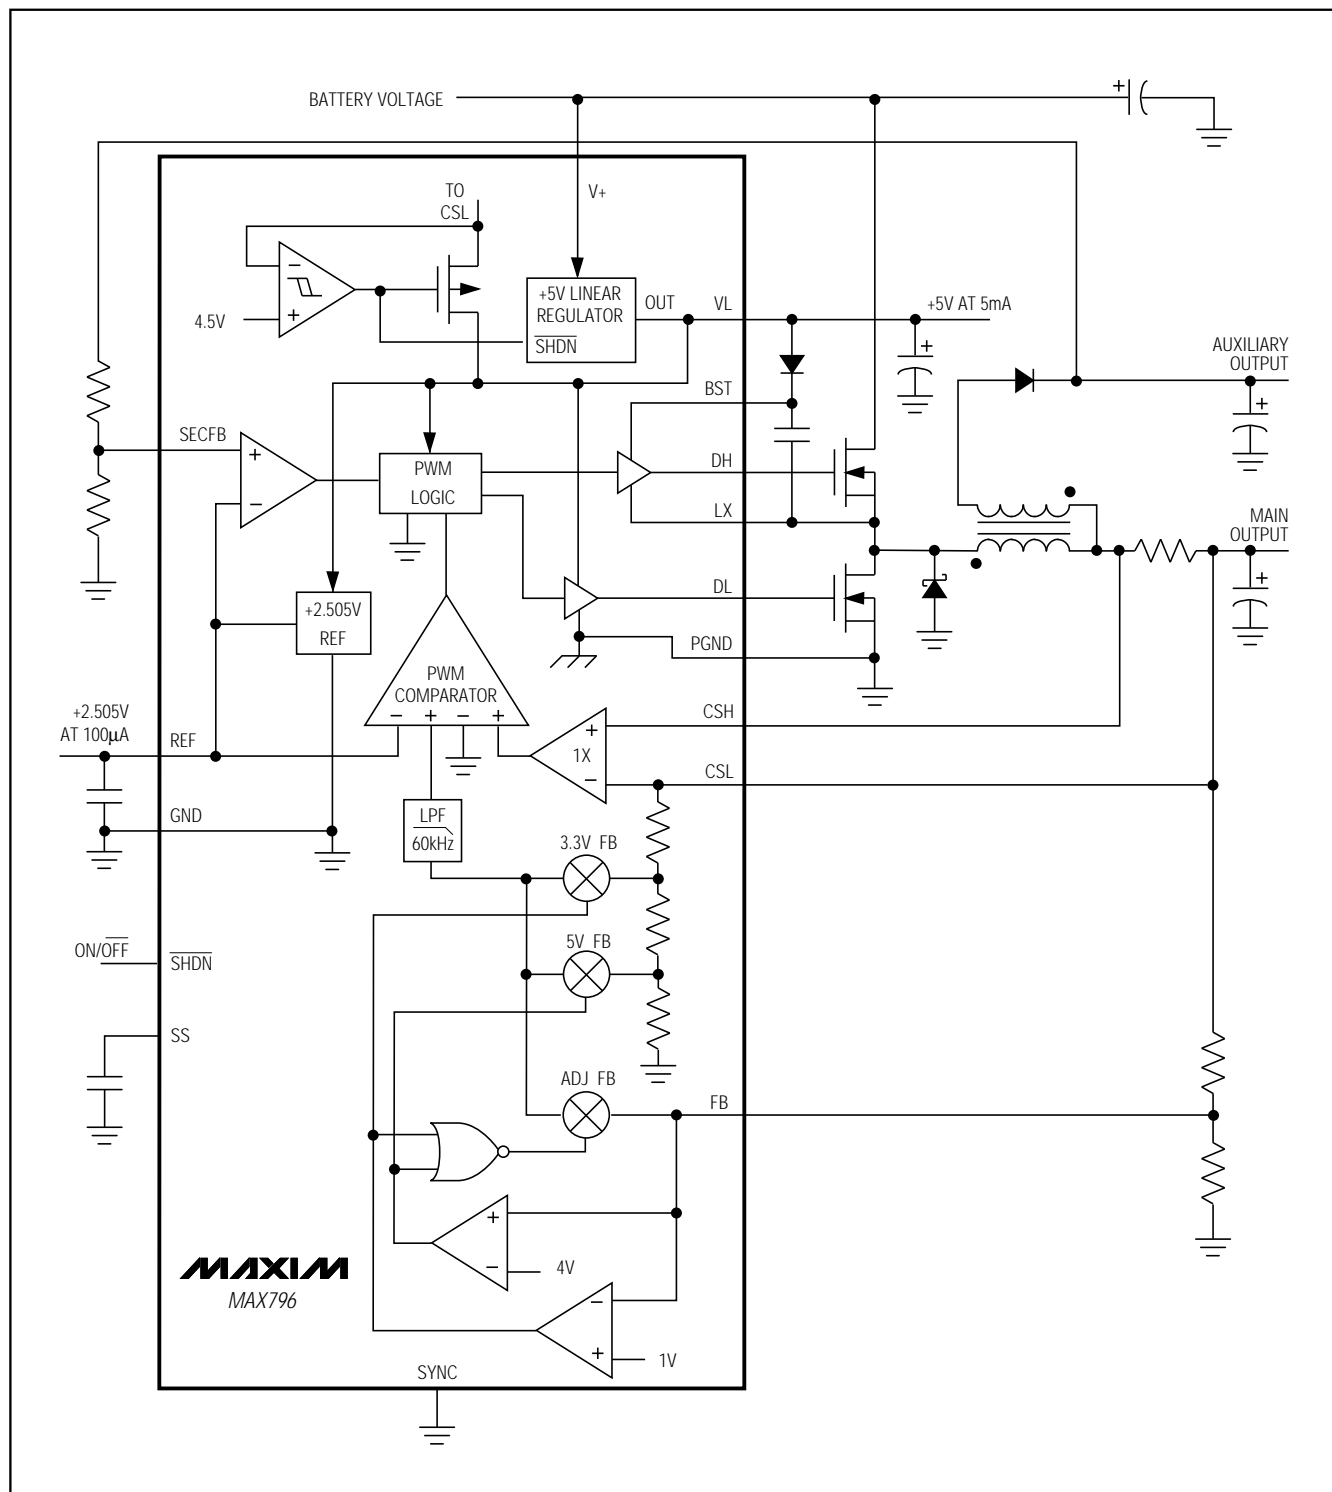 BATTERY VOLTAGE
+
TO
CSL
V+
−
+
4.5V
+5V LINEAR
REGULATOR
SHDN
OUT
VL
+5V AT 5mA
+
AUXILIARY
OUTPUT
+
BST
SECFB
+
−
PWM
LOGIC
DH
LX
MAIN
OUTPUT
+
+2.505V
REF
DL
PGND
PWM
COMPARATOR
− + − +
+2.505V
AT 100µA
REF
CSH
+
1X
−
CSL
GND
LPF
60kHz
3.3V FB
ON/OFF
SHDN
5V FB
SS
ADJ FB
FB
+
−
4V
MAXIM
MAX796
−
+
1V
SYNC